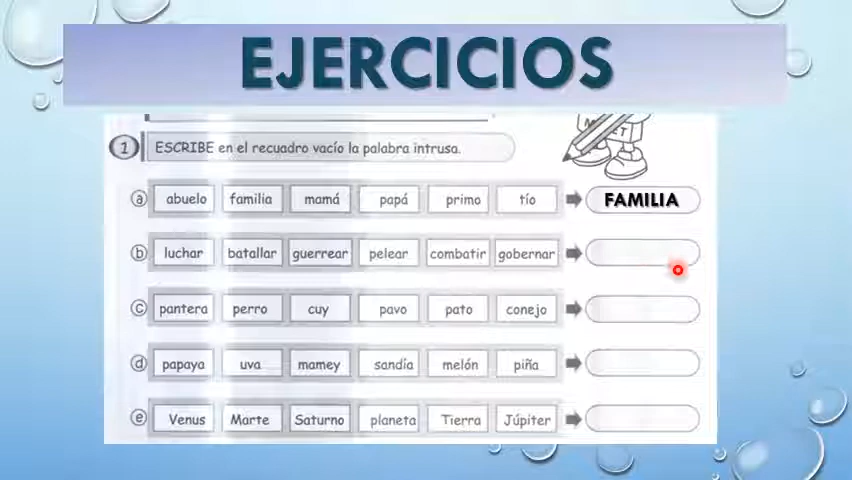 EJERCICIOS
1 ESCRIBE en el recuadro vacío la palabra intrusa.
a abuelo familia mamá papá primo tío FAMILIA
b luchar batallar guerrear pelear combatir gobernar
c pantera perro cuy pavo pato conejo
d papaya uva mamey sandía melón piña
e Venus Marte Saturno planeta Tierra Júpiter